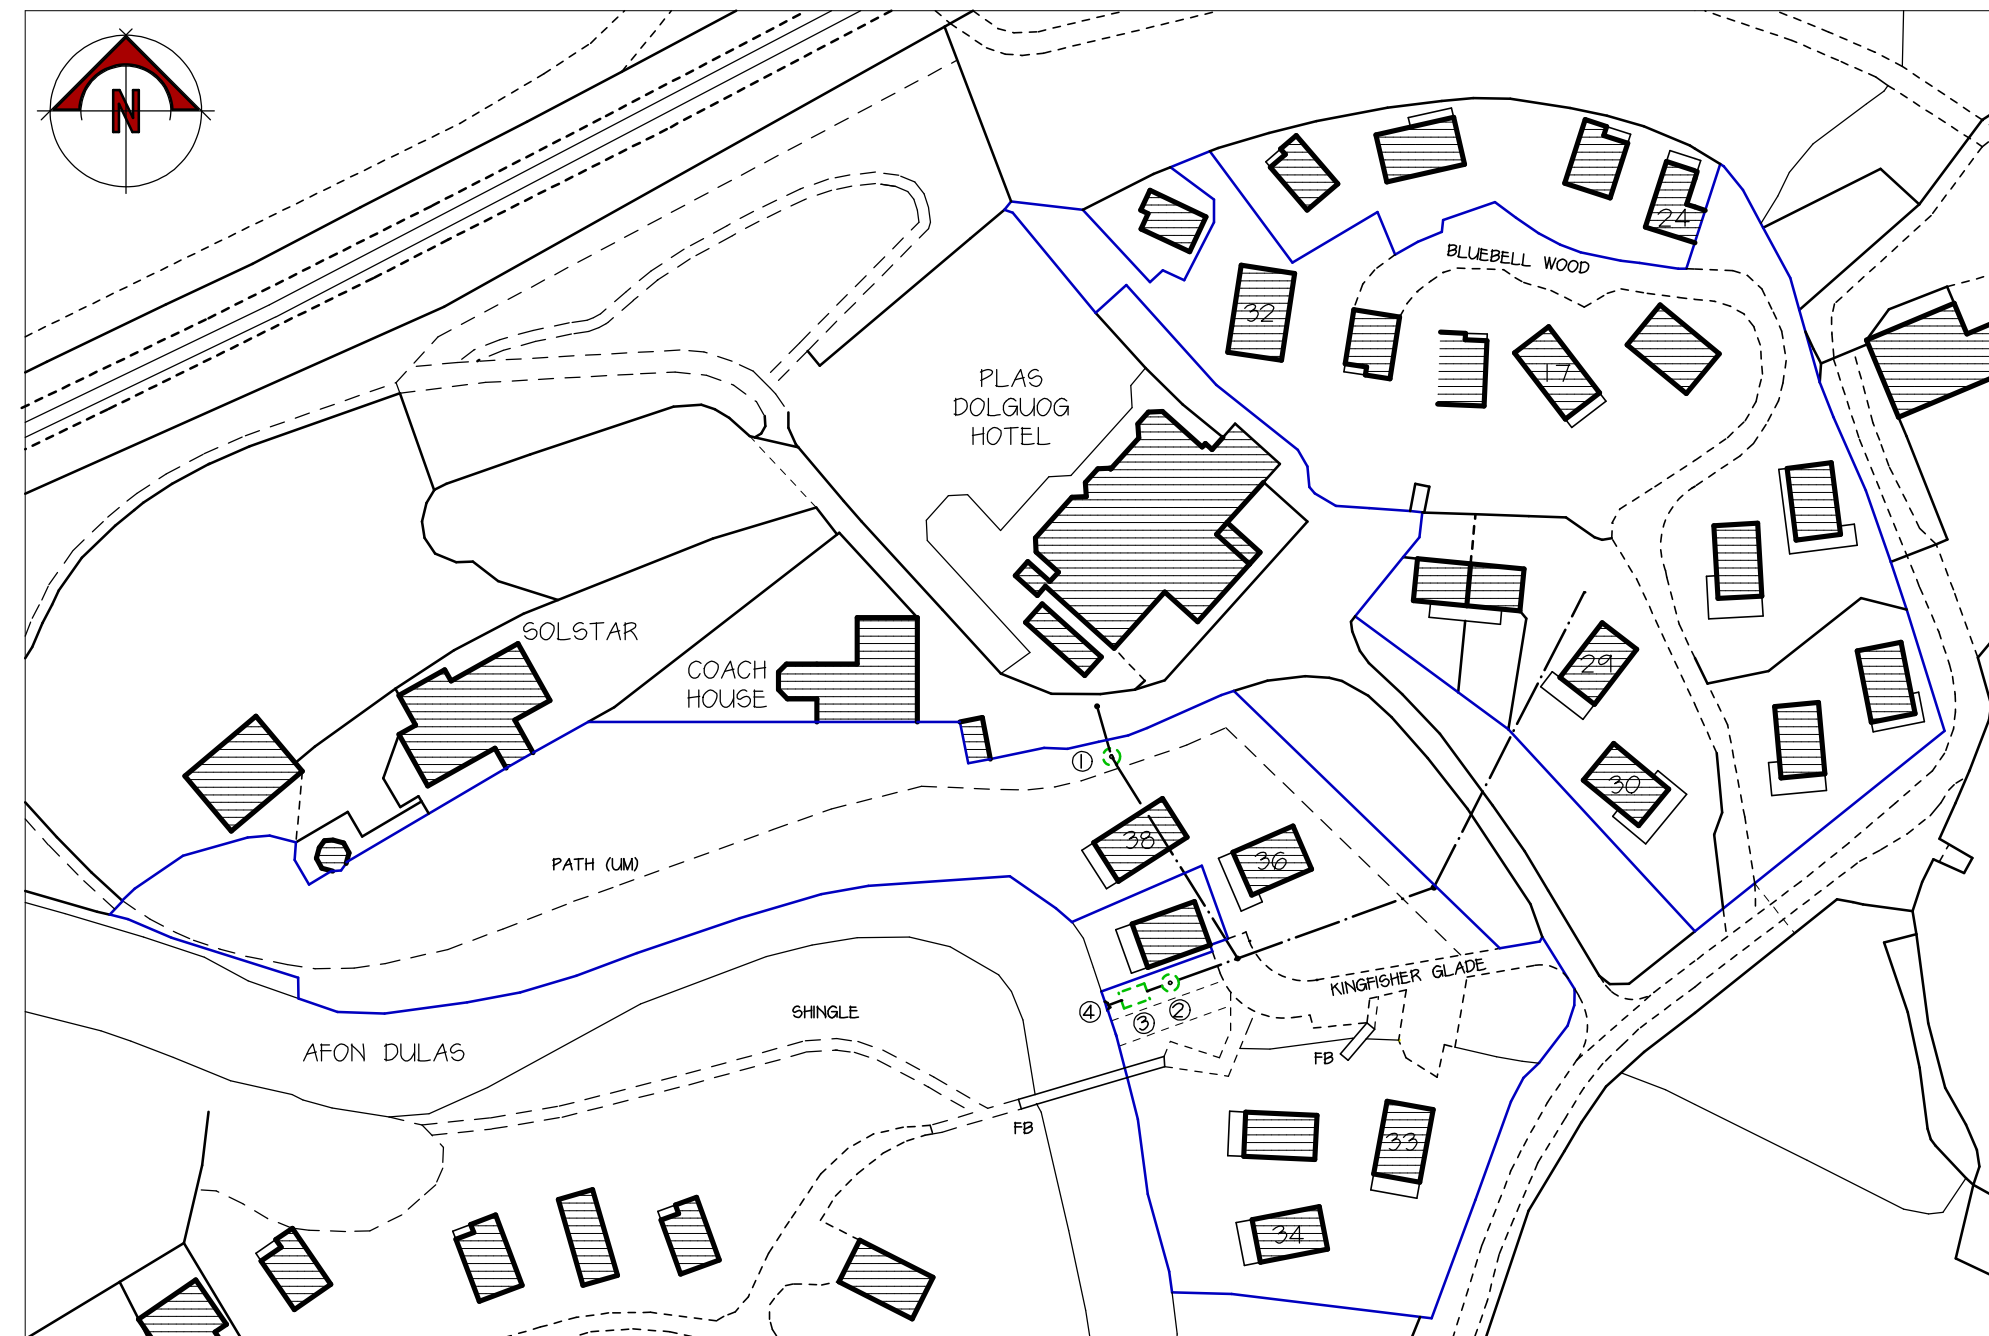 N
24
BLUEBELL WOOD
32
17
PLAS
DOLGUOG
HOTEL
SOLSTAR
COACH
HOUSE
29
30
①
38
36
PATH (UM)
KINGFISHER GLADE
④
③
②
SHINGLE
AFON DULAS
FB
FB
33
34